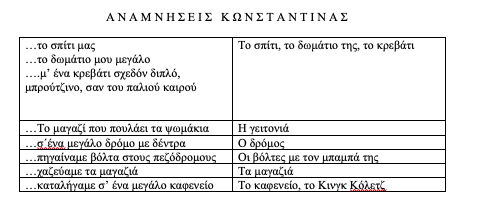 ΑΝΑΜΝΗΣΕΙΣ ΚΩΝΣΤΑΝΤΙΝΑΣ
…το σπίτι μας
…το δωμάτιο μου μεγάλο
….μ’ ένα κρεβάτι σχεδόν διπλό,
μπρούτζινο, σαν του παλιού καιρού
Το σπίτι, το δωμάτιο της, το κρεβάτι
…Το μαγαζί που πουλάει τα ψωμάκια
Η γειτονιά
…σ΄ένα μεγάλο δρόμο με δέντρα
Ο δρόμος
…πηγαίναμε βόλτα στους πεζόδρομους
Οι βόλτες με τον μπαμπά της
…χαζεύαμε τα μαγαζιά
Τα μαγαζιά
…καταλήγαμε σ’ ένα μεγάλο καφενείο
Το καφενείο, το Κινγκ Κόλετζ